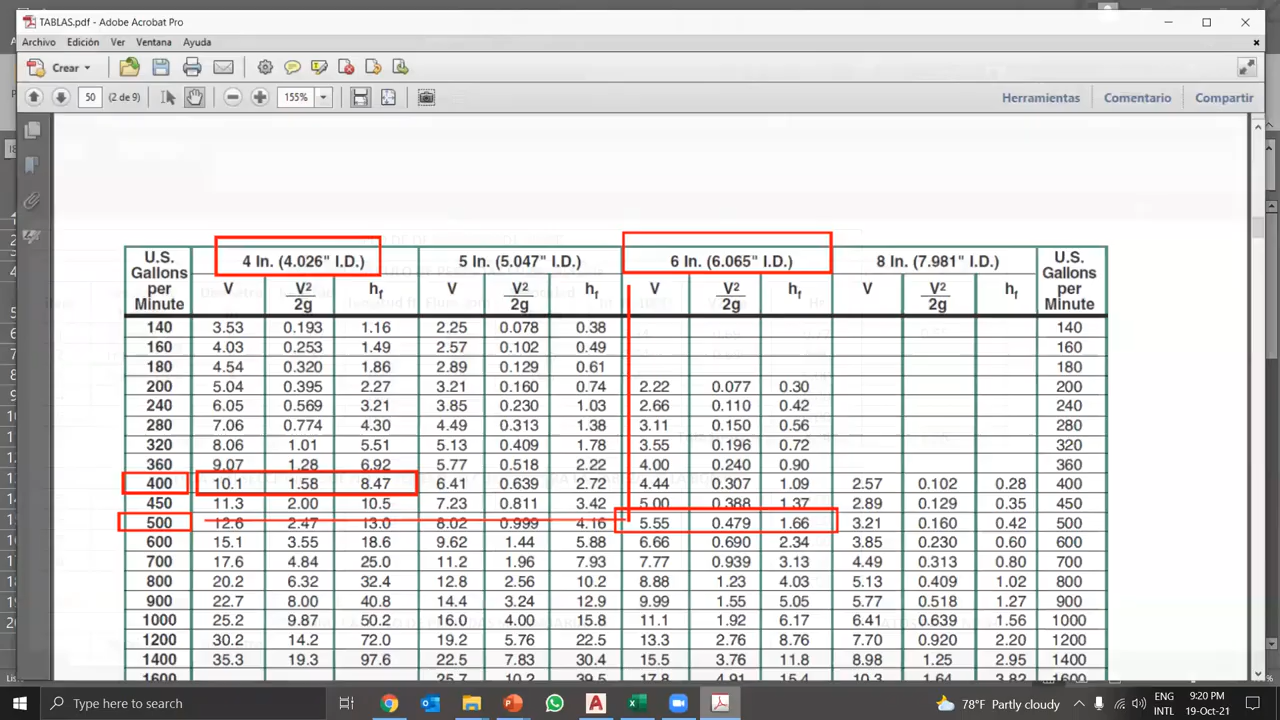 TABLAS.pdf - Adobe Acrobat Pro
Archivo Edición Ver Ventana Ayuda
Crear
50 (2 de 9) 155% Herramientas Comentario Compartir
U.S. Gallons per Minute 4 In. (4.026" I.D.) 5 In. (5.047" I.D.) 6 In. (6.065" I.D.) 8 In. (7.981" I.D.) U.S. Gallons per Minute
V V²/2g hf V V²/2g hf V V²/2g hf V V²/2g hf
140 3.53 0.193 1.16 2.25 0.078 0.38 140
160 4.03 0.253 1.49 2.57 0.102 0.49 160
180 4.54 0.320 1.86 2.89 0.129 0.61 180
200 5.04 0.395 2.27 3.21 0.160 0.74 2.22 0.077 0.30 200
240 6.05 0.569 3.21 3.85 0.230 1.03 2.66 0.110 0.42 240
280 7.06 0.774 4.30 4.49 0.313 1.38 3.11 0.150 0.56 280
320 8.06 1.01 5.51 5.13 0.409 1.78 3.55 0.196 0.72 320
360 9.07 1.28 6.92 5.77 0.518 2.22 4.00 0.240 0.90 360
400 10.1 1.58 8.47 6.41 0.639 2.72 4.44 0.307 1.09 2.57 0.102 0.28 400
450 11.3 2.00 10.5 7.23 0.811 3.42 5.00 0.388 1.37 2.89 0.129 0.35 450
500 12.6 2.47 13.0 8.02 0.999 4.16 5.55 0.479 1.66 3.21 0.160 0.42 500
600 15.1 3.55 18.6 9.62 1.44 5.88 6.66 0.690 2.34 3.85 0.230 0.60 600
700 17.6 4.84 25.0 11.2 1.96 7.93 7.77 0.939 3.13 4.49 0.313 0.80 700
800 20.2 6.32 32.4 12.8 2.56 10.2 8.88 1.23 4.03 5.13 0.409 1.02 800
900 22.7 8.00 40.8 14.4 3.24 12.9 9.99 1.55 5.05 5.77 0.518 1.27 900
1000 25.2 9.87 50.2 16.0 4.00 15.8 11.1 1.92 6.17 6.41 0.639 1.56 1000
1200 30.2 14.2 72.0 19.2 5.76 22.5 13.3 2.76 8.76 7.70 0.920 2.20 1200
1400 35.3 19.3 97.6 22.5 7.83 30.4 15.5 3.76 11.8 8.98 1.25 2.95 1400
1600 25.7 10.2 39.5 17.8 4.91 15.4 10.3 1.64 3.82 1600
Type here to search 78°F Partly cloudy ENG INTL 9:20 PM 19-Oct-21